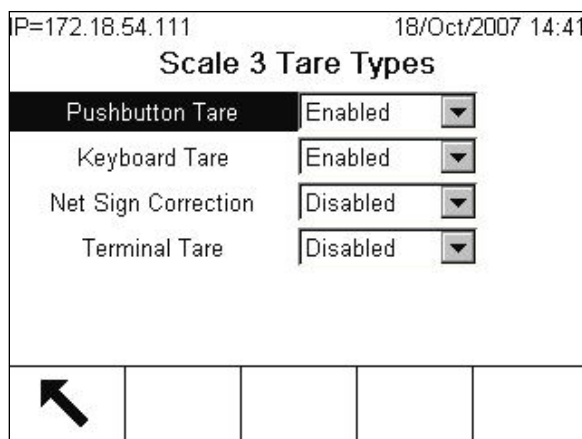 IP=172.18.54.111 18/Oct/2007 14:41
Scale 3 Tare Types
Pushbutton Tare Enabled
Keyboard Tare Enabled
Net Sign Correction Disabled
Terminal Tare Disabled